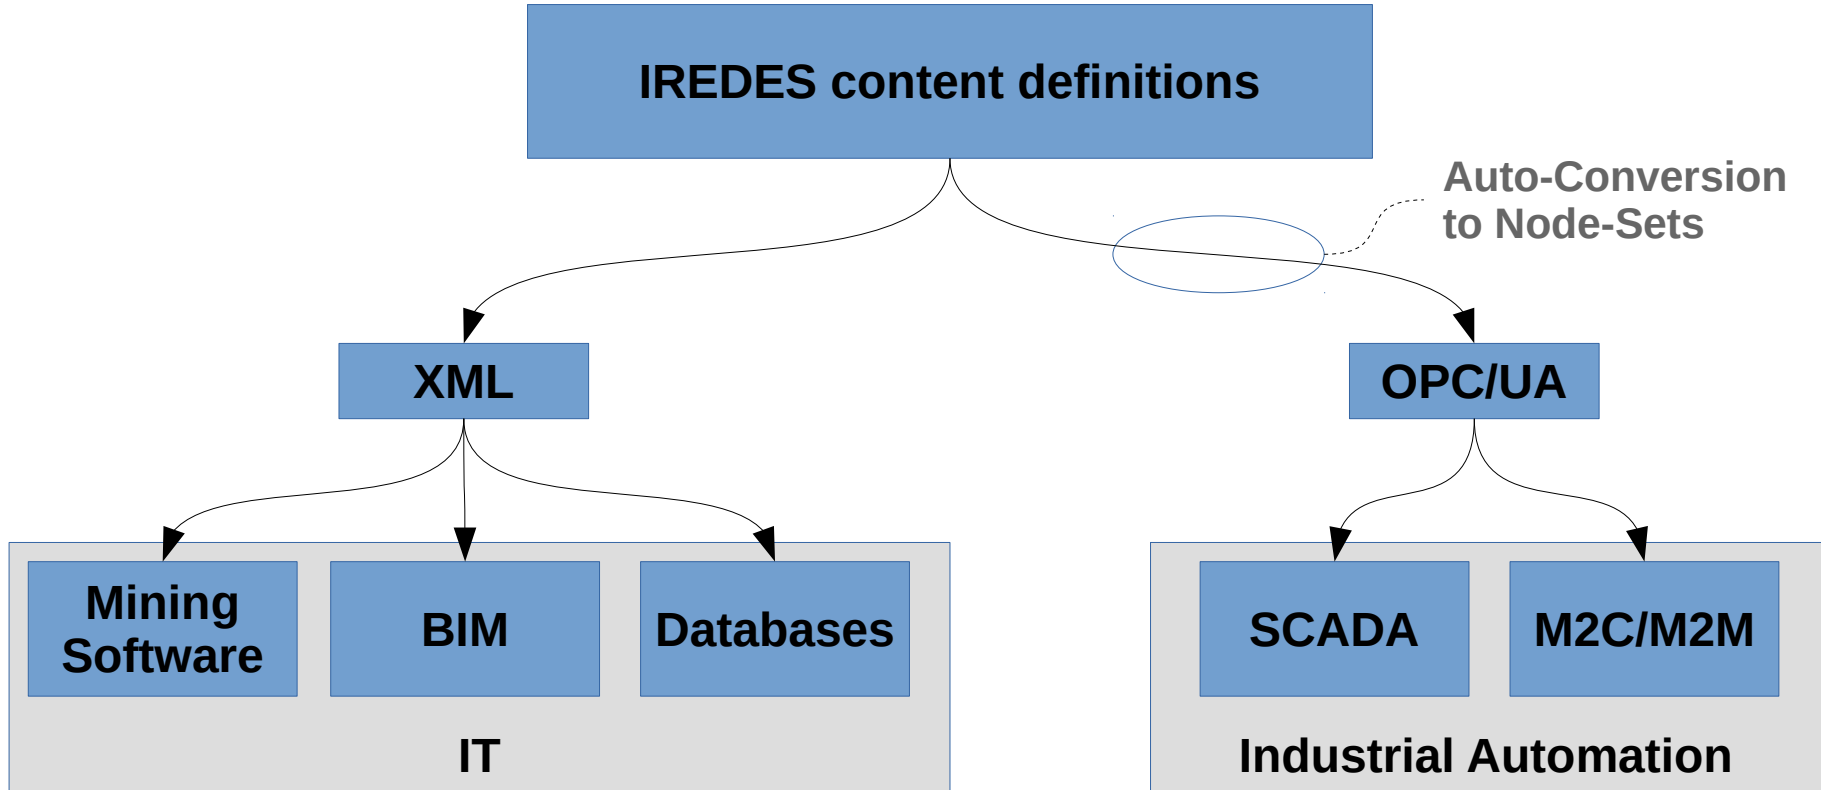 IREDES content definitions
Auto-Conversion
to Node-Sets
XML
OPC/UA
Mining
Software
BIM
Databases
SCADA
M2C/M2M
IT
Industrial Automation